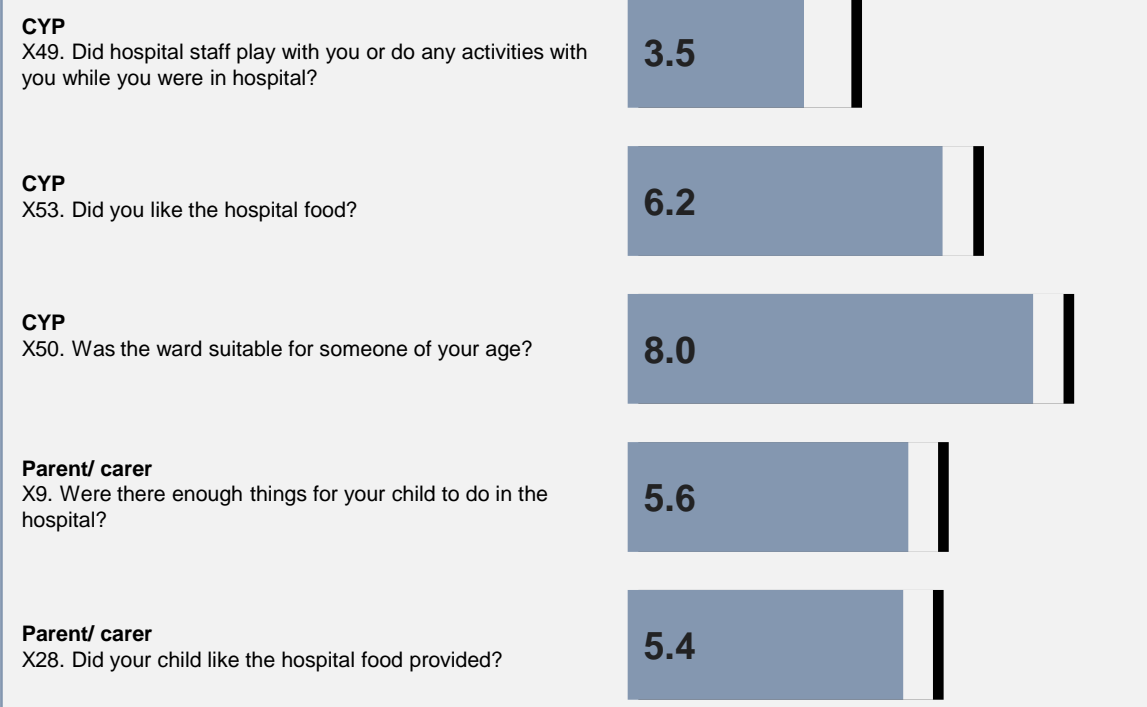 CYP
X49. Did hospital staff play with you or do any activities with
you while you were in hospital?
3.5
CYP
X53. Did you like the hospital food?
6.2
CYP
X50. Was the ward suitable for someone of your age?
8.0
Parent/ carer
X9. Were there enough things for your child to do in the
hospital?
5.6
Parent/ carer
X28. Did your child like the hospital food provided?
5.4